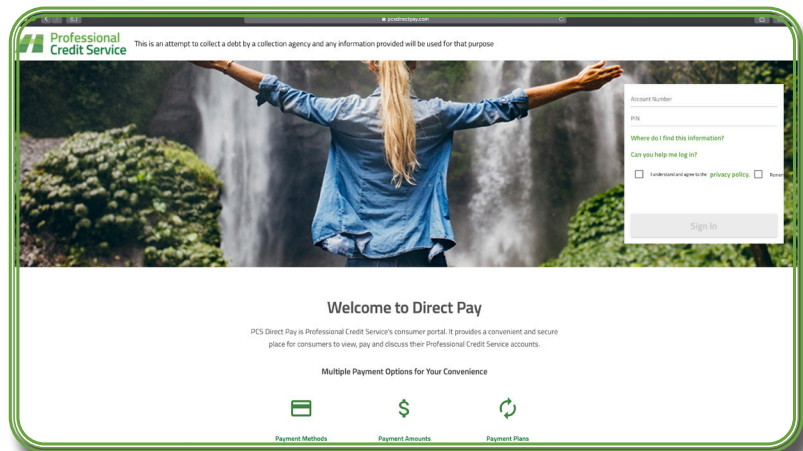 pcsdirectpay.com
Professional
Credit Service
This is an attempt to collect a debt by a collection agency and any information provided will be used for that purpose
Account Number
PIN
Where do I find this information?
Can you help me log in?
I understand and agree to the privacy policy.
Sign In
Welcome to Direct Pay
PCS Direct Pay is Professional Credit Service's consumer portal. It provides a convenient and secure
place for consumers to view, pay and discuss their Professional Credit Service accounts.
Multiple Payment Options for Your Convenience
Payment Methods Payment Amounts Payment Plans